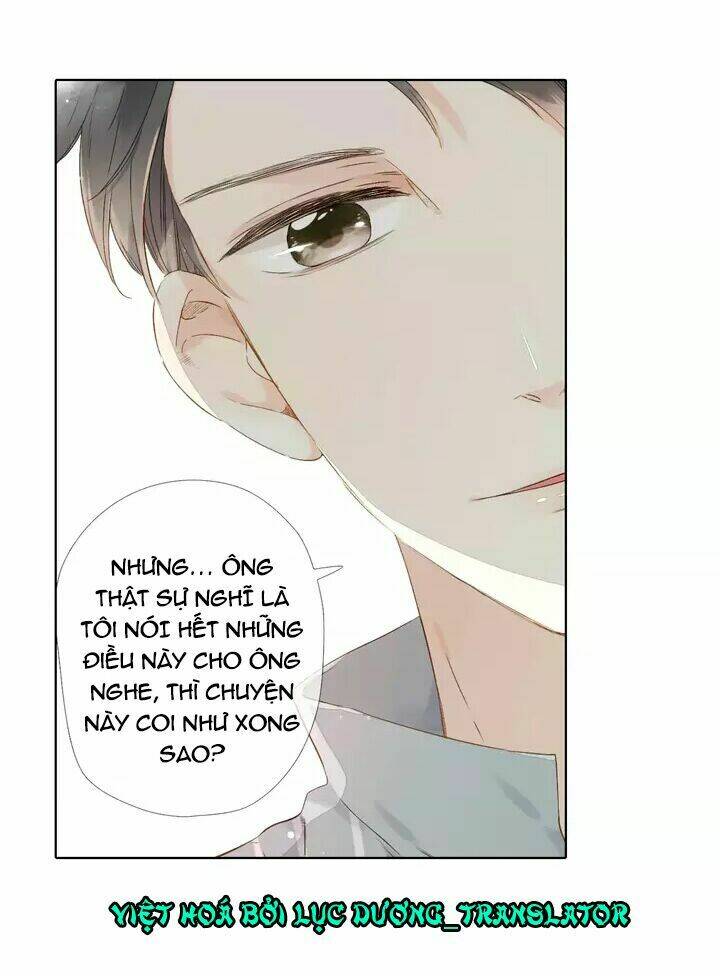 NHƯNG... ÔNG
THẬT SỰ NGHĨ LÀ
TÔI NÓI HẾT NHỮNG
ĐIỀU NÀY CHO ÔNG
NGHE, THÌ CHUYỆN
NÀY COI NHƯ XONG
SAO?
VIỆT HOÁ BỞI LỤC DƯƠNG_TRANSLATOR